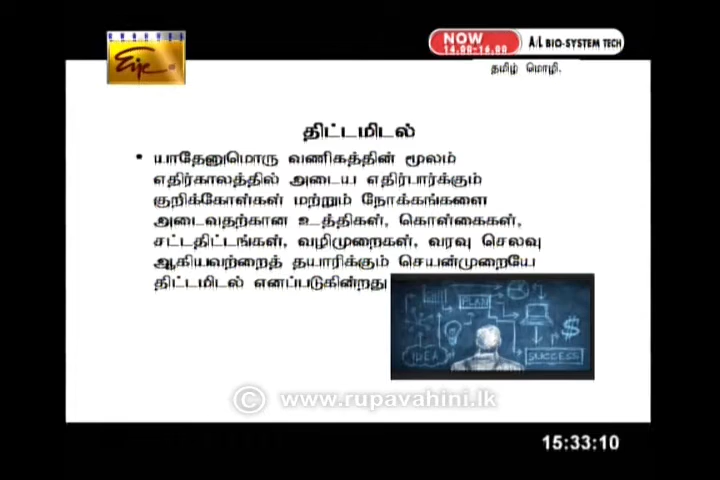 NOW
14.00-16.00
A/L BIO-SYSTEM TECH
Eye
தமிழ் மொழி.
திட்டமிடல்
• யாதேனுமொரு வணிகத்தின் மூலம்
எதிர்காலத்தில் அடைய எதிர்பார்க்கும்
குறிக்கோள்கள் மற்றும் நோக்கங்களை
அடைவதற்கான உத்திகள், கொள்கைகள்,
சட்டதிட்டங்கள், வழிமுறைகள், வரவு செலவு
ஆகியவற்றைத் தயாரிக்கும் செயன்முறையே
திட்டமிடல் எனப்படுகின்றது
PLAN
$
IDEA
SUCCESS
© www.rupavahini.lk
15:33:10